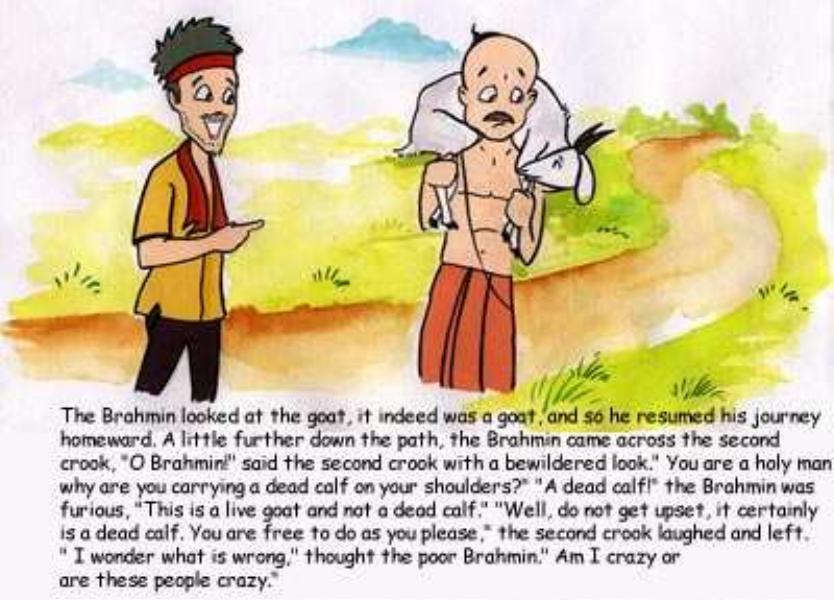 The Brahmin looked at the goat, it indeed was a goat, and so he resumed his journey
homeward. A little further down the path, the Brahmin came across the second
crook, "O Brahmin!" said the second crook with a bewildered look." You are a holy man
why are you carrying a dead calf on your shoulders?" "A dead calf!" the Brahmin was
furious, "This is a live goat and not a dead calf." "Well, do not get upset, it certainly
is a dead calf. You are free to do as you please," the second crook laughed and left.
" I wonder what is wrong," thought the poor Brahmin." Am I crazy or
are these people crazy."